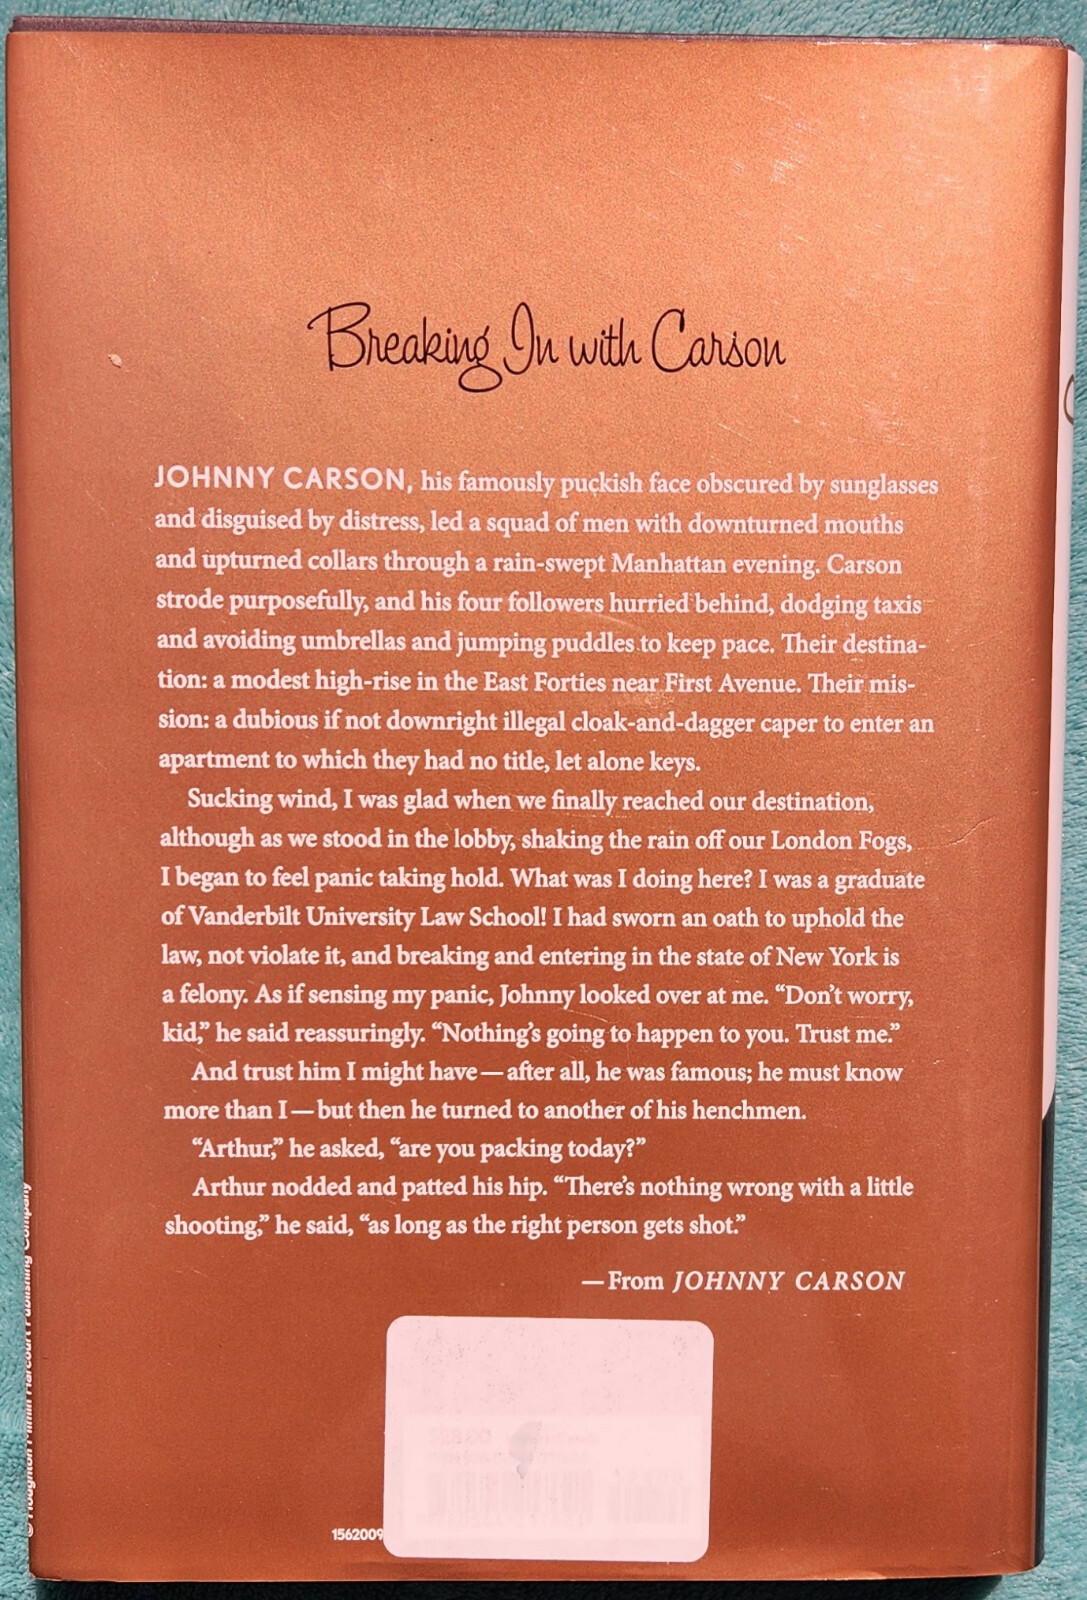 Breaking In with Carson
JOHNNY CARSON, his famously puckish face obscured by sunglasses
and disguised by distress, led a squad of men with downturned mouths
and upturned collars through a rain-swept Manhattan evening. Carson
strode purposefully, and his four followers hurried behind, dodging taxis
and avoiding umbrellas and jumping puddles to keep pace. Their destina-
tion: a modest high-rise in the East Forties near First Avenue. Their mis-
sion: a dubious if not downright illegal cloak-and-dagger caper to enter an
apartment to which they had no title, let alone keys.
Sucking wind, I was glad when we finally reached our destination,
although as we stood in the lobby, shaking the rain off our London Fogs,
I began to feel panic taking hold. What was I doing here? I was a graduate
of Vanderbilt University Law School! I had sworn an oath to uphold the
law, not violate it, and breaking and entering in the state of New York is
a felony. As if sensing my panic, Johnny looked over at me. “Don’t worry,
kid,” he said reassuringly. “Nothing’s going to happen to you. Trust me.”
And trust him I might have — after all, he was famous; he must know
more than I — but then he turned to another of his henchmen.
“Arthur,” he asked, “are you packing today?”
Arthur nodded and patted his hip. “There’s nothing wrong with a little
shooting,” he said, “as long as the right person gets shot.”
— From JOHNNY CARSON
1562009
© Houghton Mifflin Harcourt Publishing Company